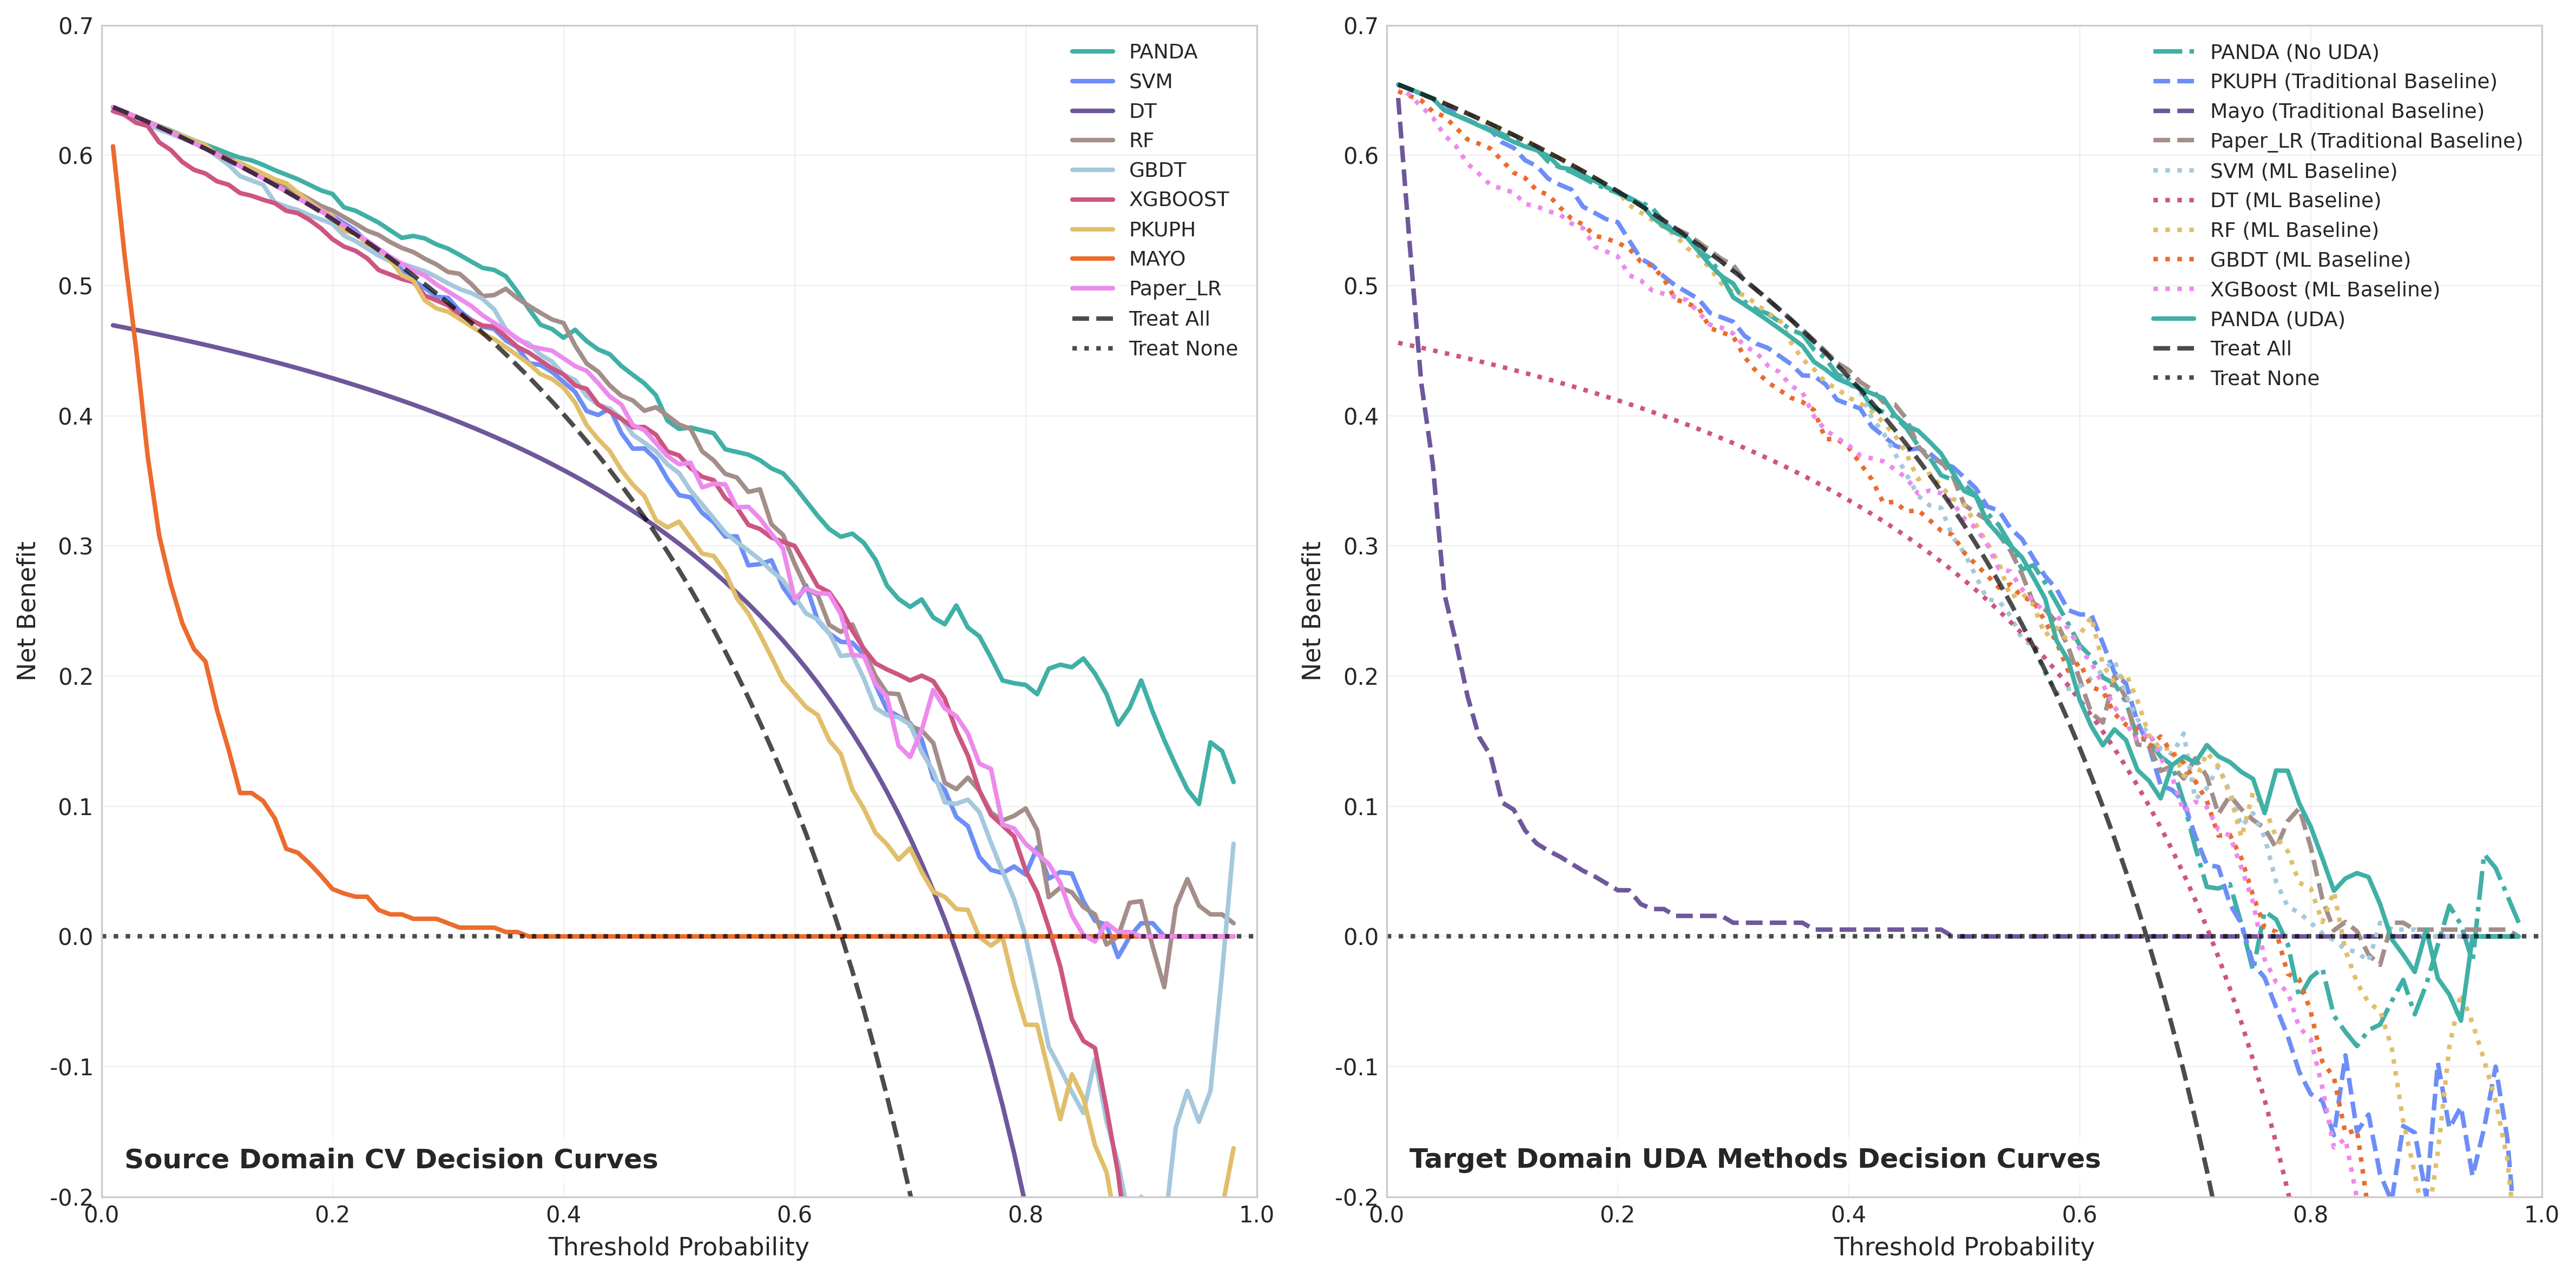 0.7
0.6
0.5
0.4
0.3
0.2
0.1
0.0
-0.1
-0.2
Net Benefit
PANDA
SVM
DT
RF
GBDT
XGBOOST
PKUPH
MAYO
Paper_LR
Treat All
Treat None
Source Domain CV Decision Curves
0.0 0.2 0.4 0.6 0.8 1.0
Threshold Probability
0.7
0.6
0.5
0.4
0.3
0.2
0.1
0.0
-0.1
-0.2
Net Benefit
PANDA (No UDA)
PKUPH (Traditional Baseline)
Mayo (Traditional Baseline)
Paper_LR (Traditional Baseline)
SVM (ML Baseline)
DT (ML Baseline)
RF (ML Baseline)
GBDT (ML Baseline)
XGBoost (ML Baseline)
PANDA (UDA)
Treat All
Treat None
Target Domain UDA Methods Decision Curves
0.0 0.2 0.4 0.6 0.8 1.0
Threshold Probability